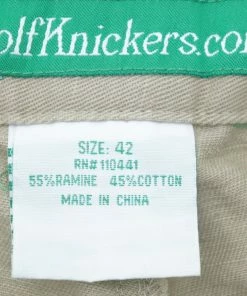 olfKnickers.co
SIZE: 42
RN# 110441
55%RAMINE 45%COTTON
MADE IN CHINA